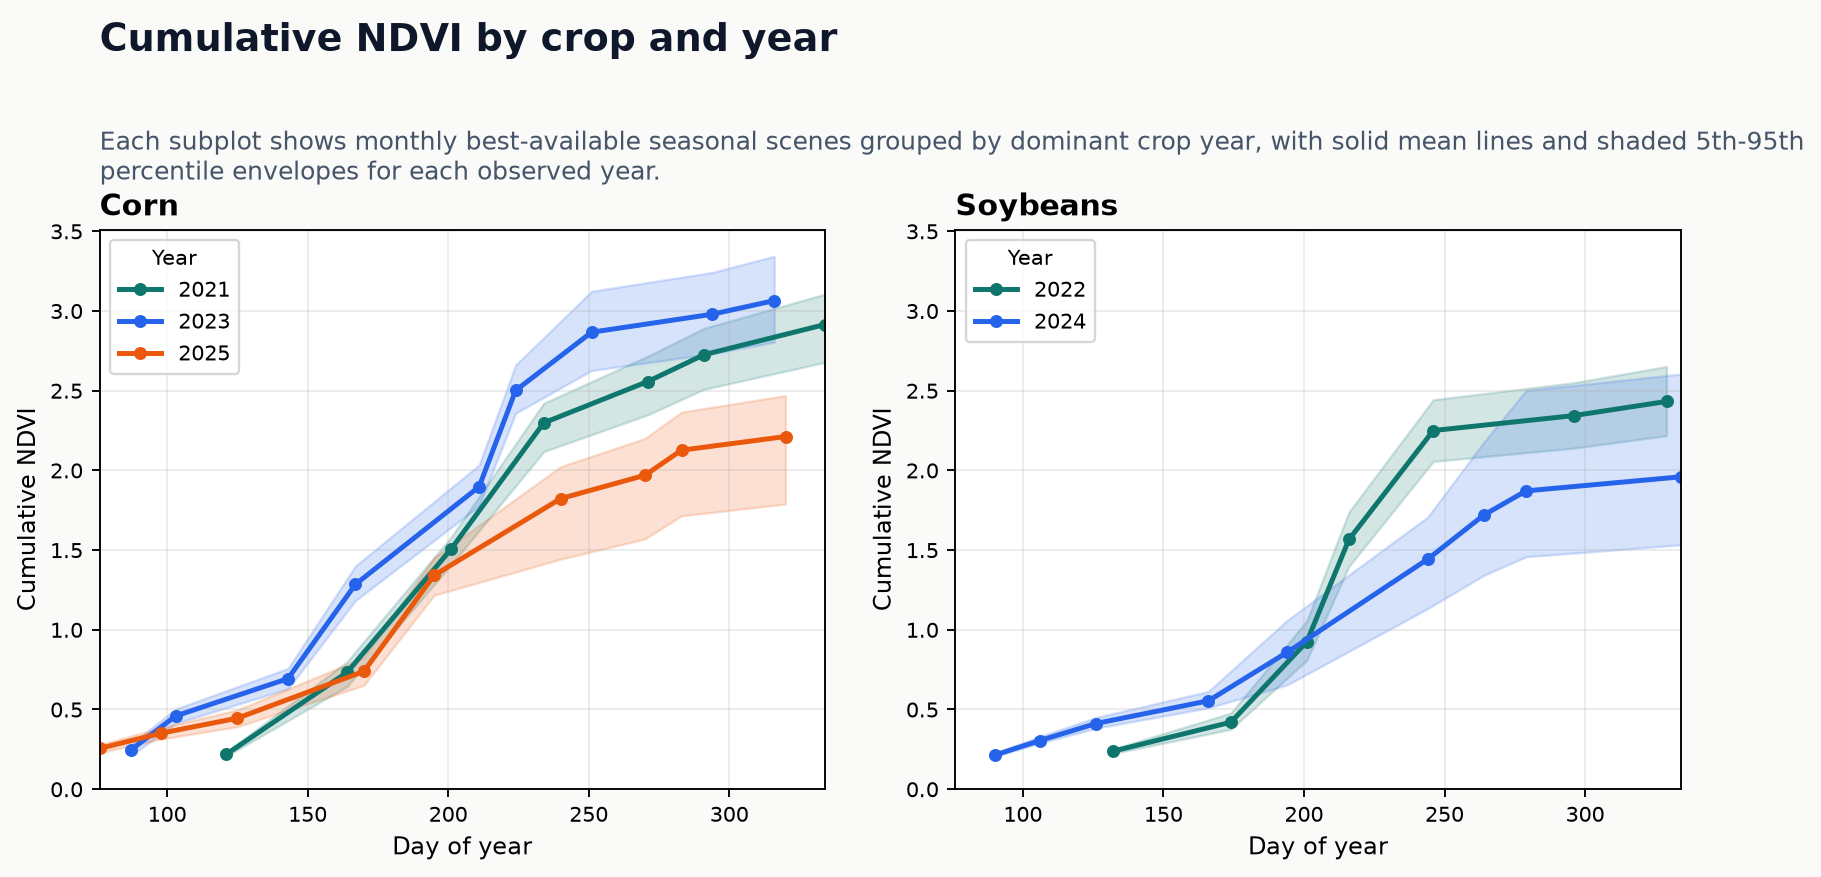 Cumulative NDVI by crop and year
Each subplot shows monthly best-available seasonal scenes grouped by dominant crop year, with solid mean lines and shaded 5th-95th
percentile envelopes for each observed year.
Corn
Year
2021
2023
2025
3.5
3.0
2.5
2.0
1.5
1.0
0.5
0.0
Cumulative NDVI
100 150 200 250 300
Day of year
Soybeans
Year
2022
2024
3.5
3.0
2.5
2.0
1.5
1.0
0.5
0.0
Cumulative NDVI
100 150 200 250 300
Day of year